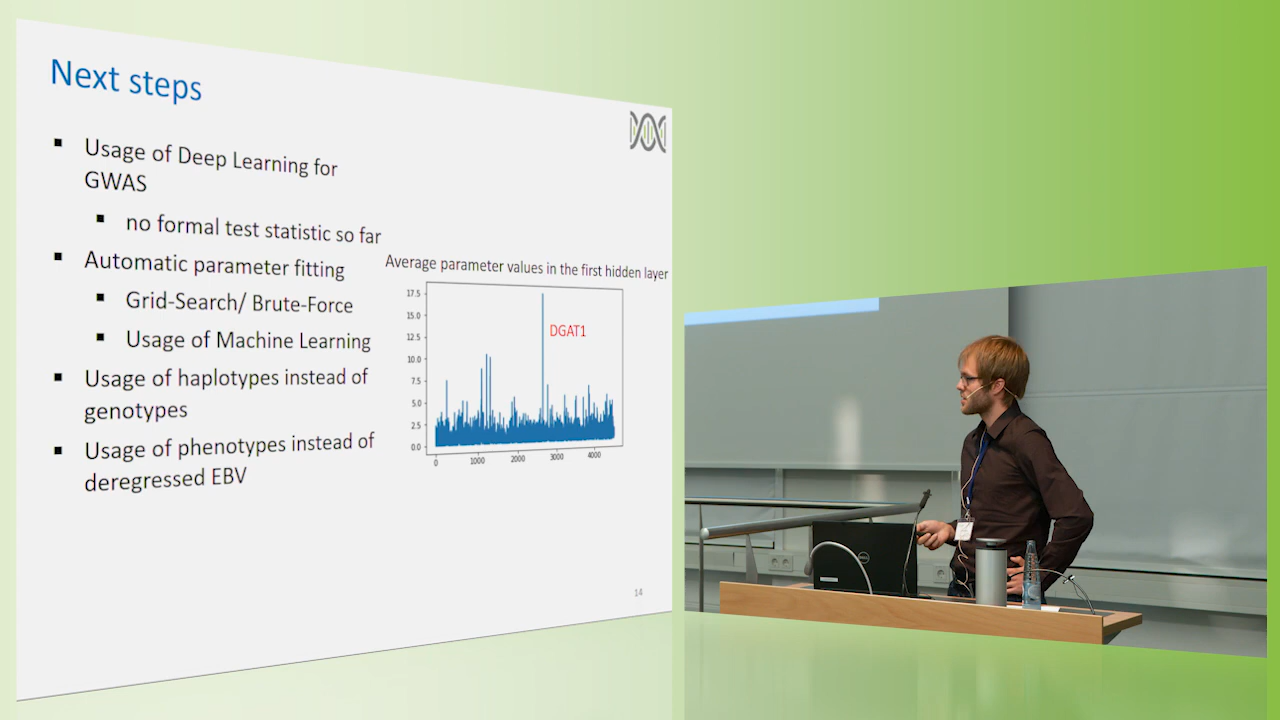 Next steps
Usage of Deep Learning for
GWAS
no formal test statistic so far
Automatic parameter fitting
Grid-Search/ Brute-Force
Usage of Machine Learning
Usage of haplotypes instead of
genotypes
Usage of phenotypes instead of
deregressed EBV
Average parameter values in the first hidden layer
17.5
15.0
12.5
10.0
7.5
5.0
2.5
0.0
DGAT1
0 1000 2000 3000 4000
14
DELL